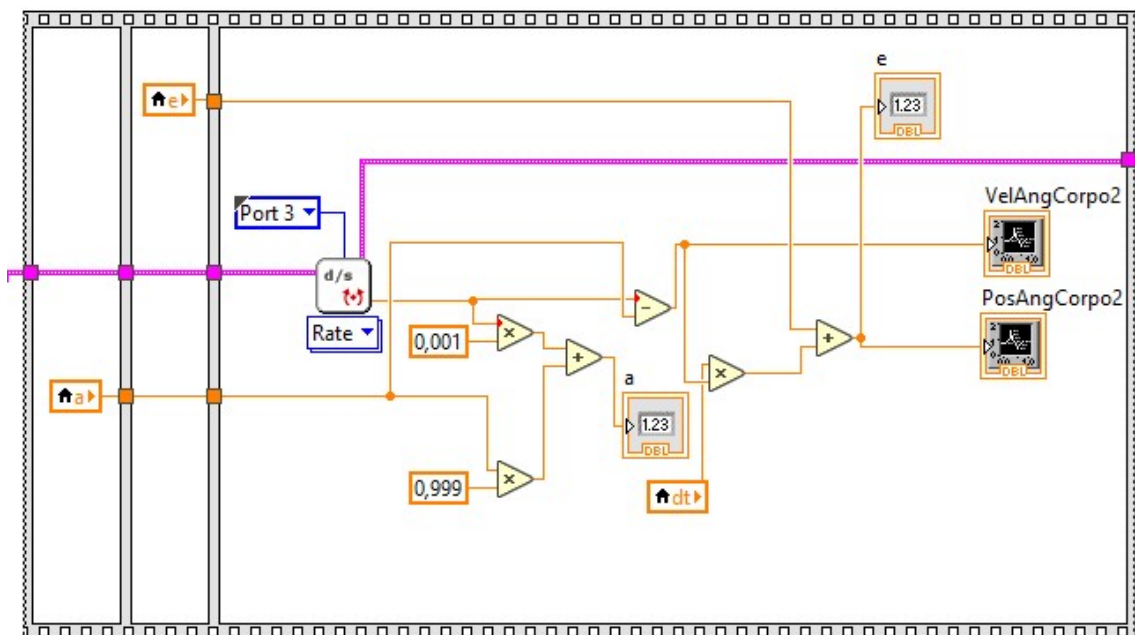 e
e
1.23
DBL
Port 3
VelAngCorpo2
DBL
d/s
Rate
0,001
PosAngCorpo2
DBL
a
a
1.23
DBL
0,999
dt